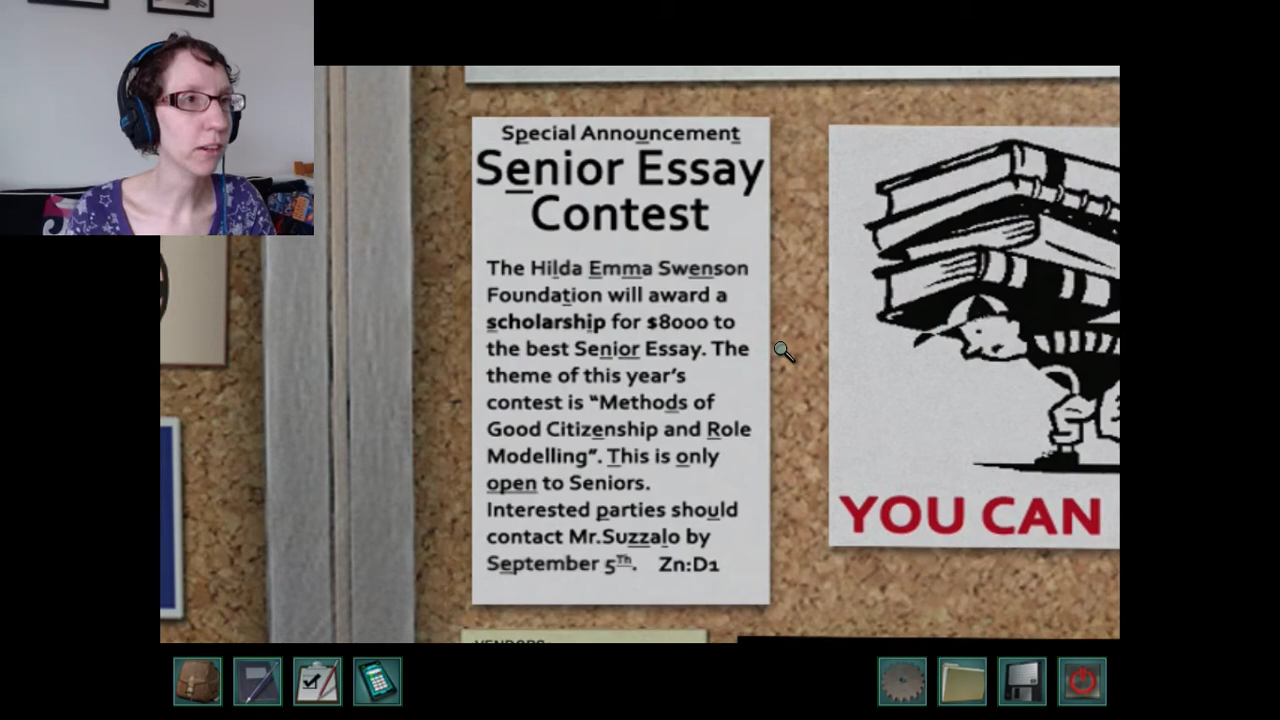 Special Announcement
Senior Essay
Contest
The Hilda Emma Swenson
Foundation will award a
scholarship for $8000 to
the best Senior Essay. The
theme of this year's
contest is "Methods of
Good Citizenship and Role
Modelling". This is only
open to Seniors.
Interested parties should
contact Mr.Suzzalo by
September 5Th. Zn:D1
YOU CAN
VENDORS